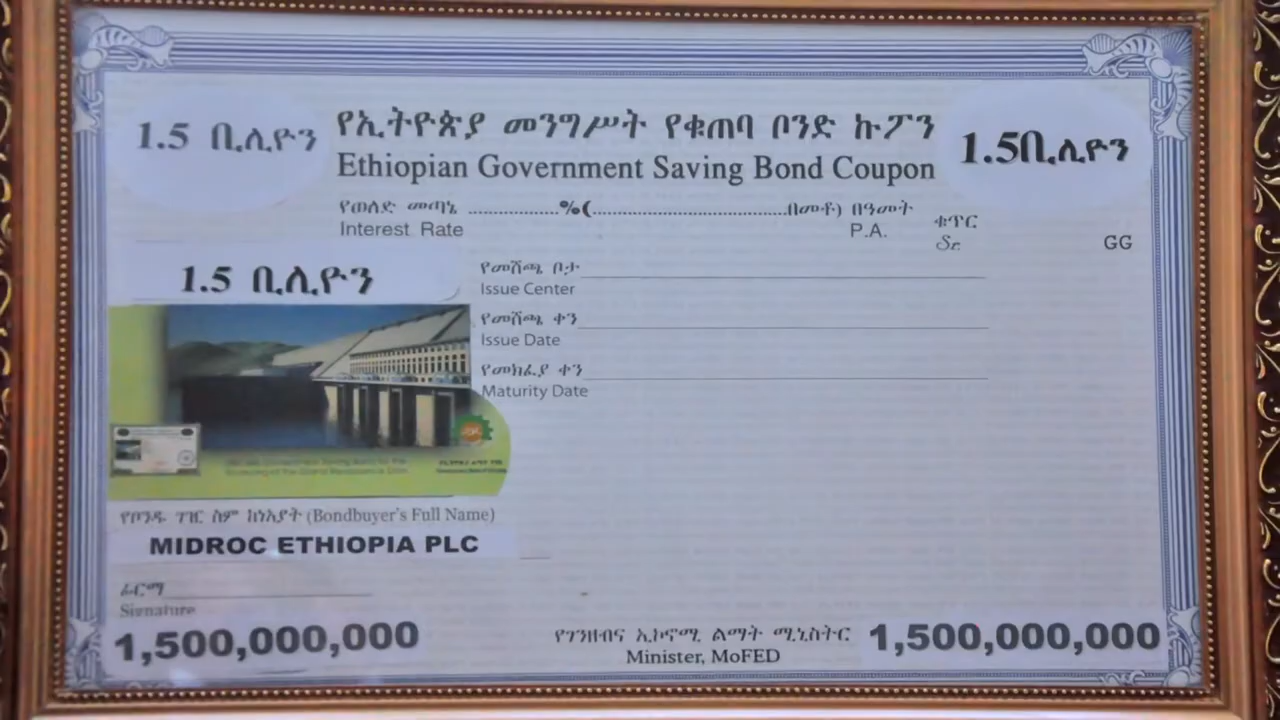 1.5 ቢሊዮን
የኢትዮጵያ መንግሥት የቁጠባ ቦንድ ኩፖን
1.5ቢሊዮን
Ethiopian Government Saving Bond Coupon
የወለድ መጣኔ ..................%(.......................................በመቶ) በዓመት
Interest Rate P.A.
ቁጥር
Sr. GG
1.5 ቢሊዮን
የመሸጫ ቦታ
Issue Center
የመሸጫ ቀን
Issue Date
የመክፈያ ቀን
Maturity Date
የቦንዱ ገዢ ስም ከነአያት (Bondbuyer's Full Name)
MIDROC ETHIOPIA PLC
ፊርማ
Signature
1,500,000,000
የገንዘብና ኢኮኖሚ ልማት ሚኒስትር
Minister, MoFED
1,500,000,000